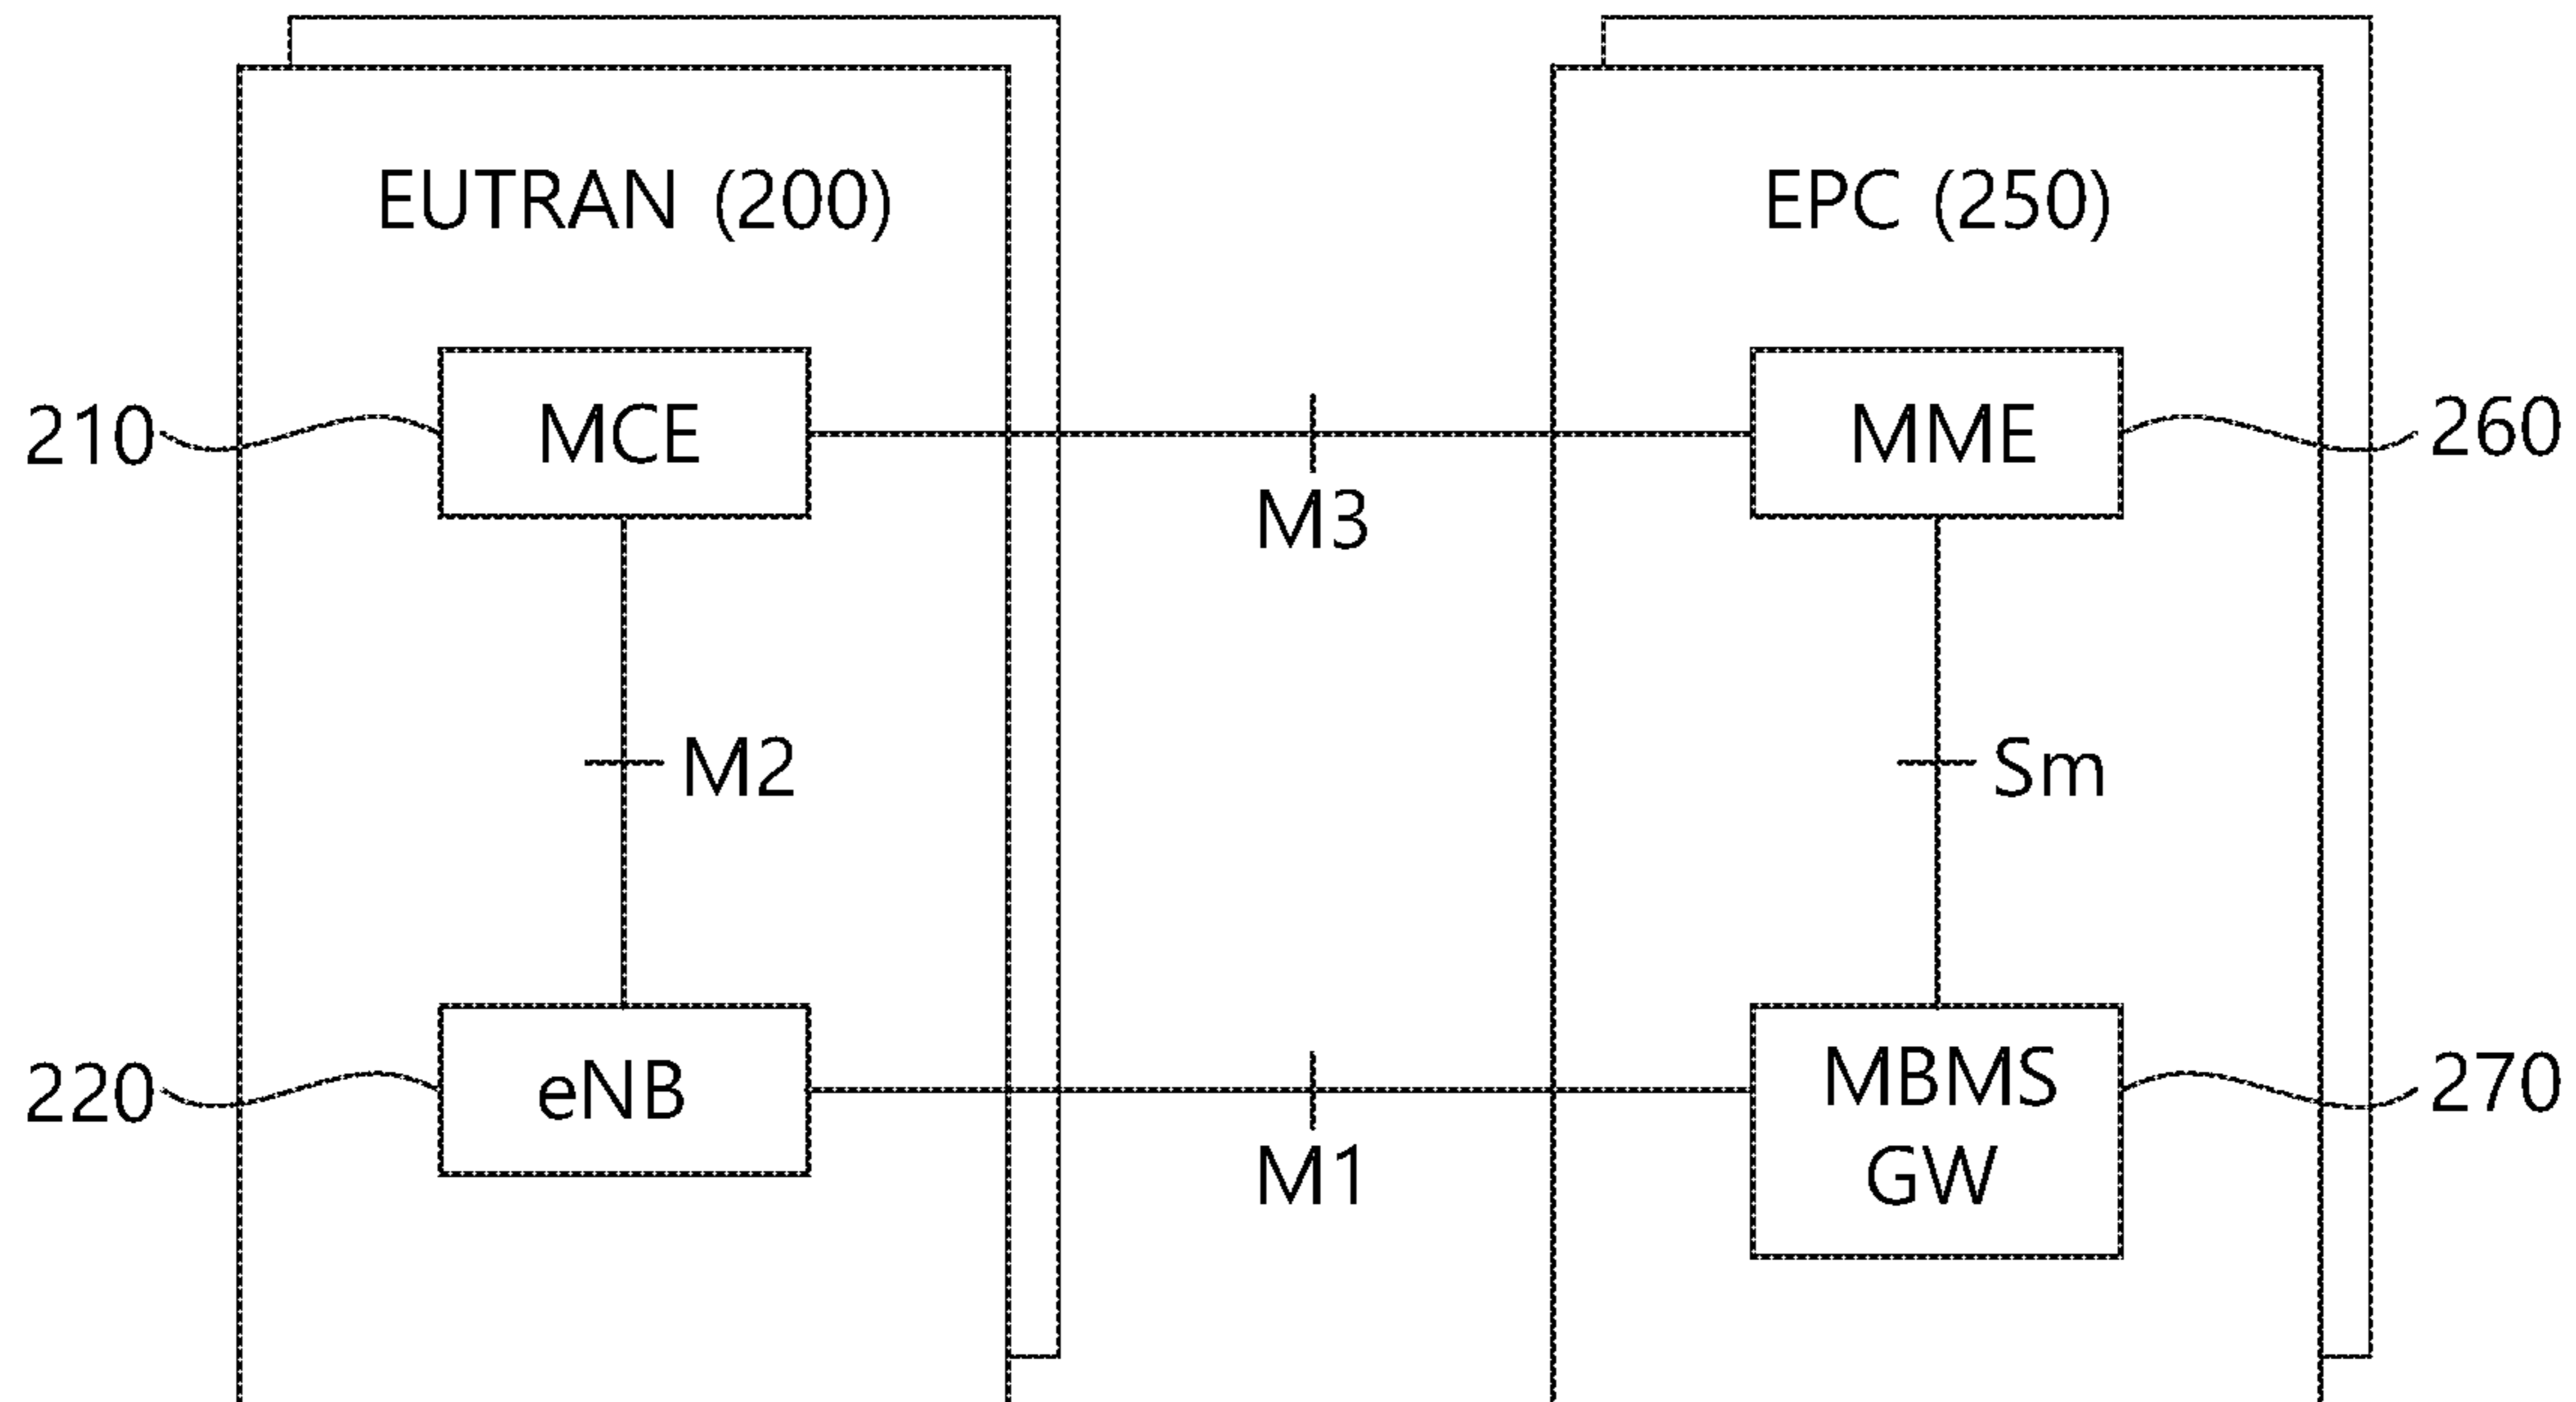 EUTRAN (200)
EPC (250)
210
MCE
M3
MME
260
M2
Sm
220
eNB
M1
MBMS
GW
270